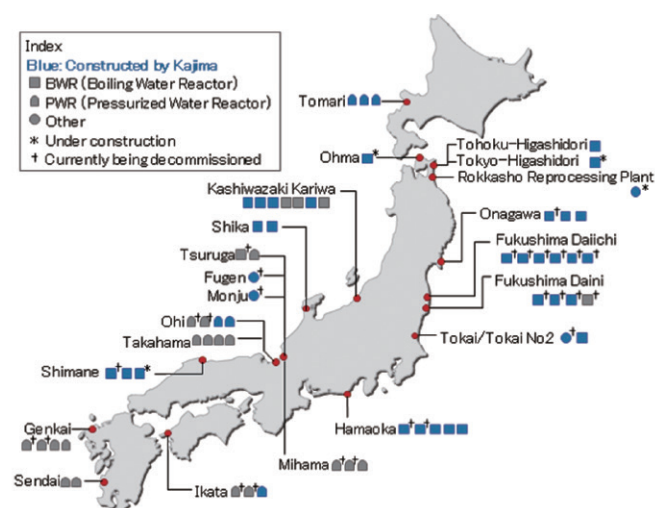 Index
Blue: Constructed by Kajima
BWR (Boiling Water Reactor)
PWR (Pressurized Water Reactor)
Other
* Under construction
† Currently being decommissioned
Tomari
Ohma *
Tohoku-Higashidori
Tokyo-Higashidori *
Rokkasho Reprocessing Plant
*
Kashiwazaki Kariwa
Onagawa †
Shika
Fukushima Daiichi
† † † † † †
Tsuruga †
Fugen †
Fukushima Daini
† † † †
Monju †
Ohi † †
Tokai/Tokai No2 †
Takahama
Shimane † *
Genkai
† †
Hamaoka † †
Mihama † †
Sendai
Ikata † †